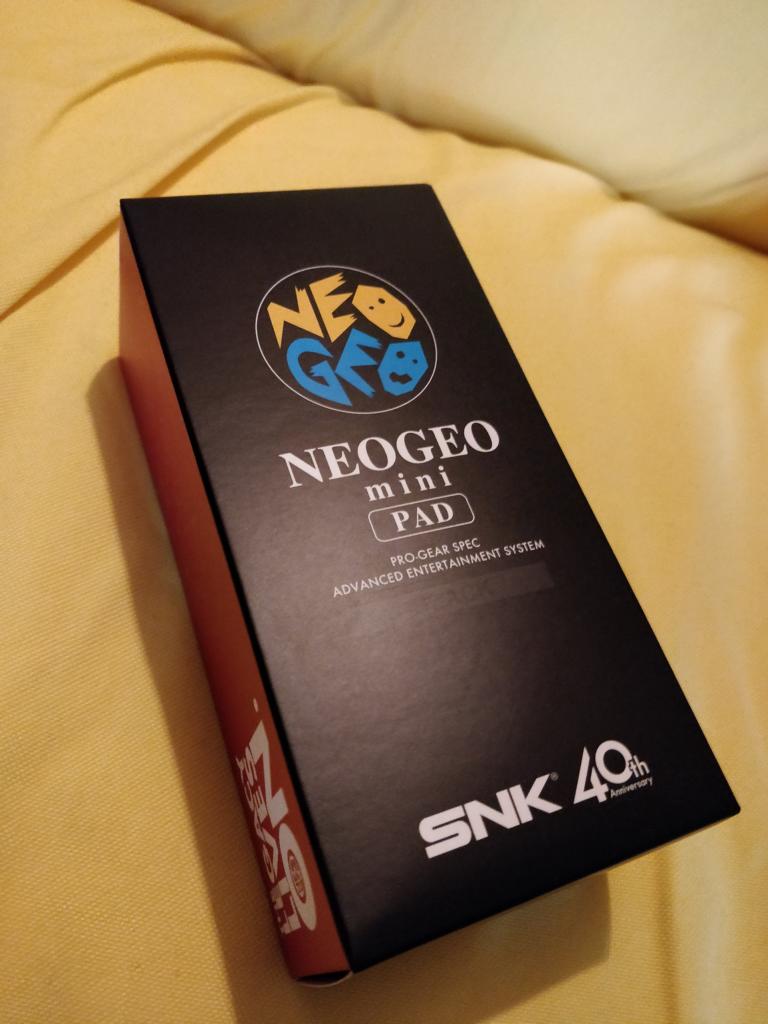 NEO
GEO
NEOGEO
mini
PAD
PRO-GEAR SPEC
ADVANCED ENTERTAINMENT SYSTEM
SNK® 40th
Anniversary